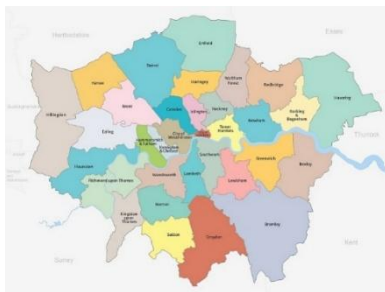 Hertfordshire
Essex
Enfield
Barnet
Harrow
Haringey
Waltham
Forest
Redbridge
Havering
Hillingdon
Brent
Camden
Islington
Hackney
Barking
&
Dagenham
Ealing
Tower
Hamlets
Newham
Thurrock
Hounslow
Southwark
Greenwich
Bexley
Richmond upon Thames
Wandsworth
Lambeth
Lewisham
Merton
Kingston
upon
Thames
Sutton
Croydon
Bromley
Surrey
Kent